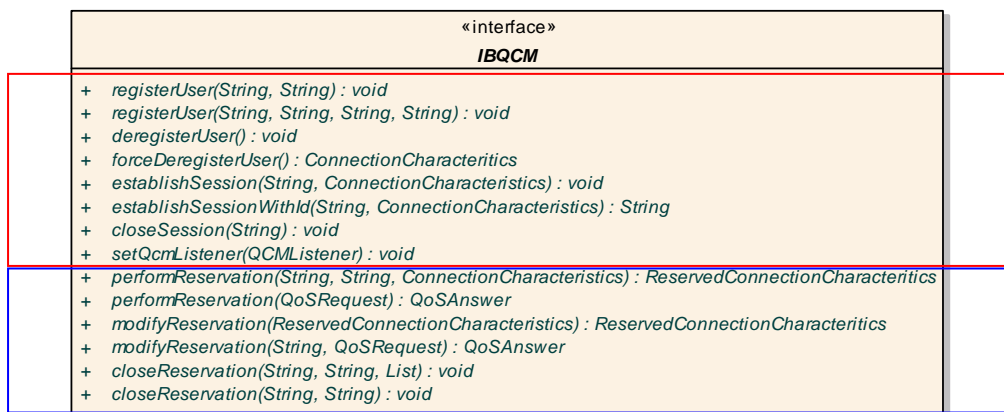 «interface»
IBQCM
+ registerUser(String, String) : void
+ registerUser(String, String, String, String) : void
+ deregisterUser() : void
+ forceDeregisterUser() : ConnectionCharacteritics
+ establishSession(String, ConnectionCharacteristics) : void
+ establishSessionWithId(String, ConnectionCharacteristics) : String
+ closeSession(String) : void
+ setQcmListener(QCMListener) : void
+ performReservation(String, String, ConnectionCharacteristics) : ReservedConnectionCharacteritics
+ performReservation(QoSRequest) : QoSAnswer
+ modifyReservation(ReservedConnectionCharacteristics) : ReservedConnectionCharacteritics
+ modifyReservation(String, QoSRequest) : QoSAnswer
+ closeReservation(String, String, List) : void
+ closeReservation(String, String) : void